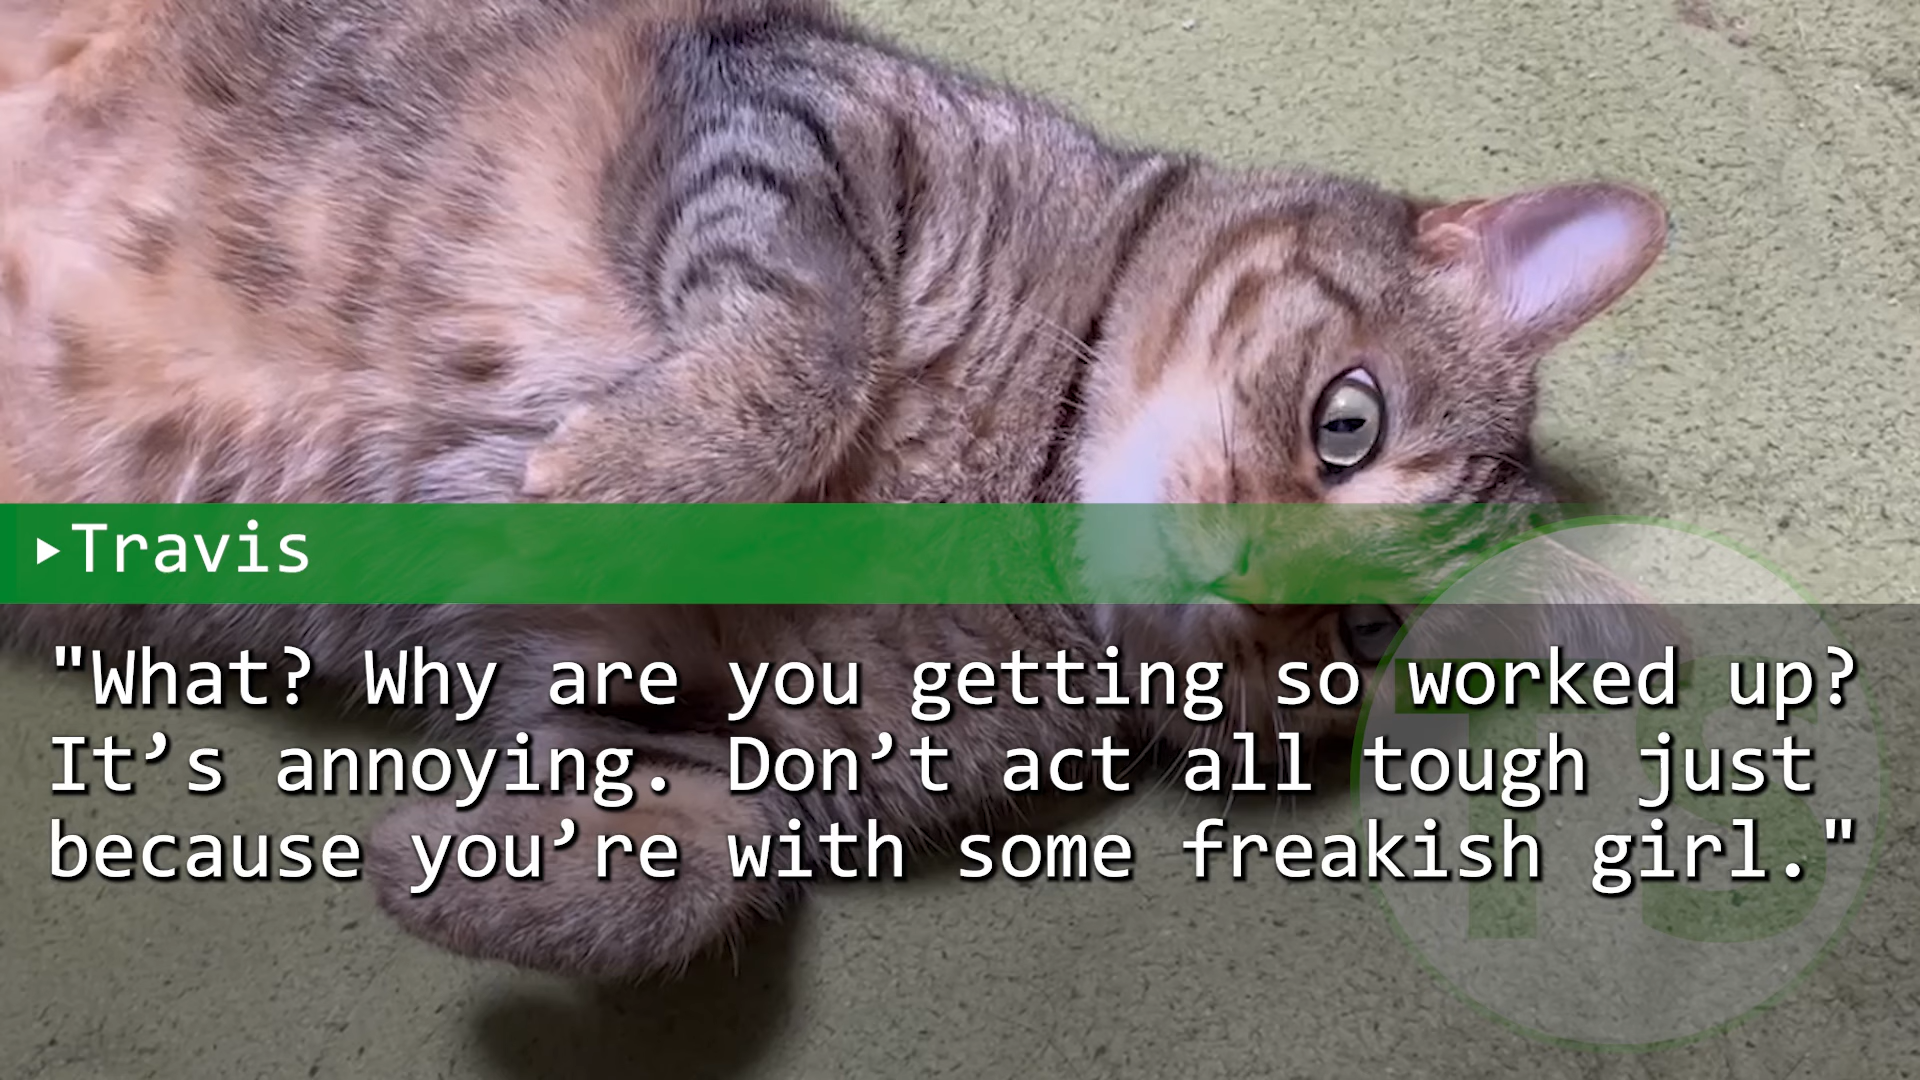 ▸Travis
"What? Why are you getting so worked up?
It’s annoying. Don’t act all tough just
because you’re with some freakish girl."
TS